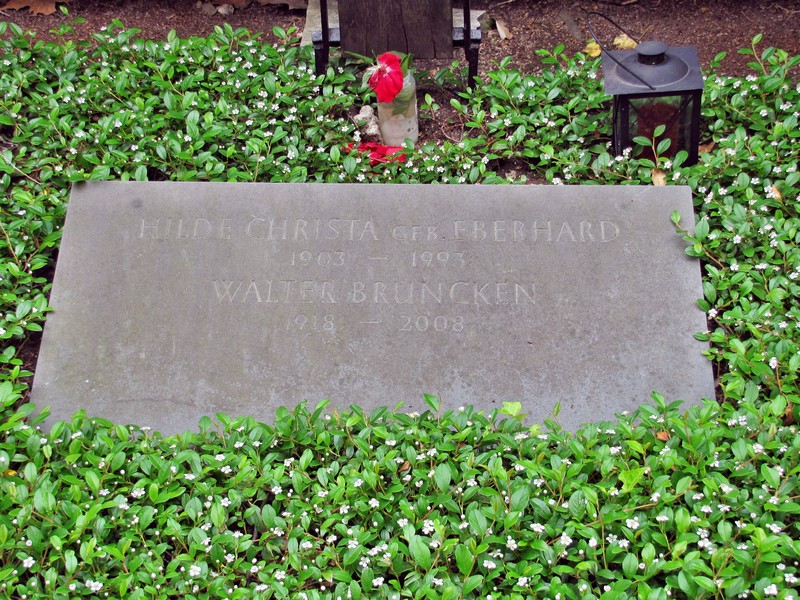 HILDE CHRISTA GEB. EBERHARD
1903 – 1993
WALTER BRUNCKEN
1918 – 2008